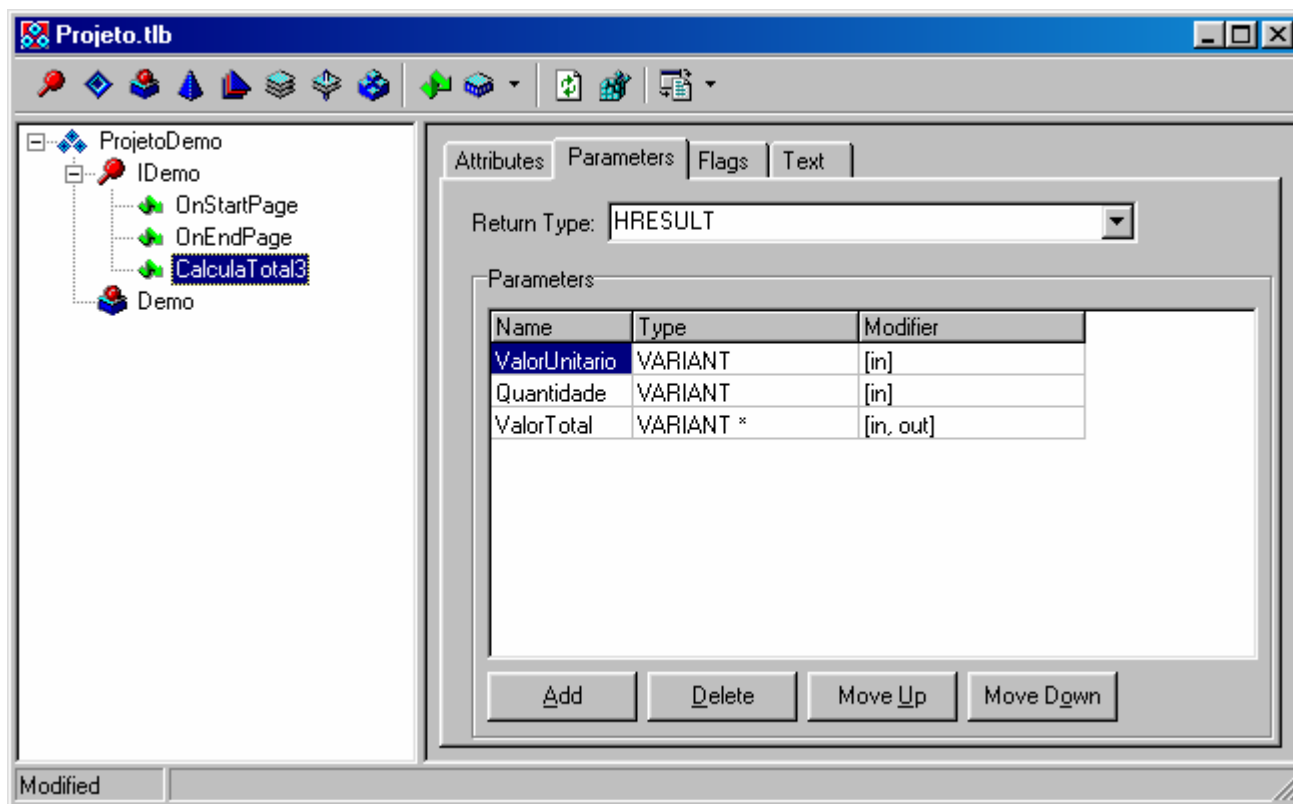 Projeto.tlb
ProjetoDemo
IDemo
OnStartPage
OnEndPage
CalculaTotal3
Demo
Attributes Parameters Flags Text
Return Type: HRESULT
Parameters
Name Type Modifier
ValorUnitario VARIANT [in]
Quantidade VARIANT [in]
ValorTotal VARIANT * [in, out]
Add Delete Move Up Move Down
Modified